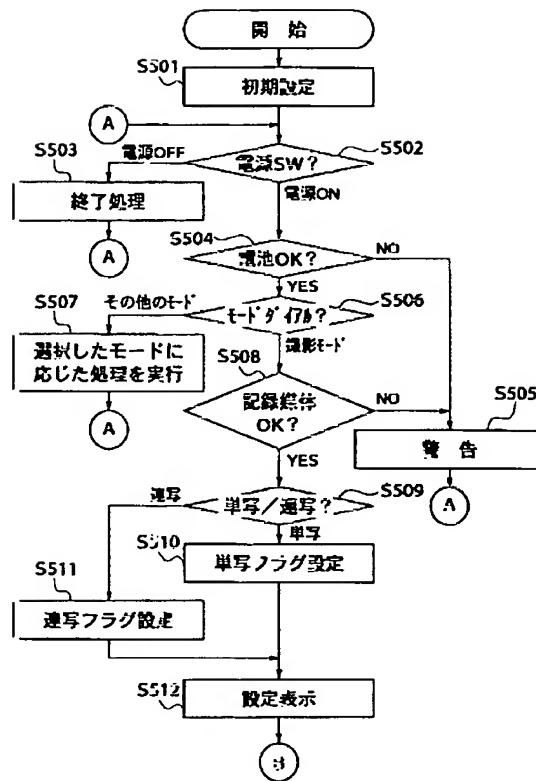 開 始
S501
初期設定
A
S503
電源OFF
電源SW?
S502
終了処理
電源ON
A
S504
電池OK?
NO
YES
S507
その他のモード
モードダイアル?
S506
選択したモードに
応じた処理を実行
撮影モード
S508
A
記録媒体
OK?
NO
S505
警 告
YES
A
連写
単写/連写?
S509
単写
S510
単写フラグ設定
S511
連写フラグ設定
S512
設定表示
B